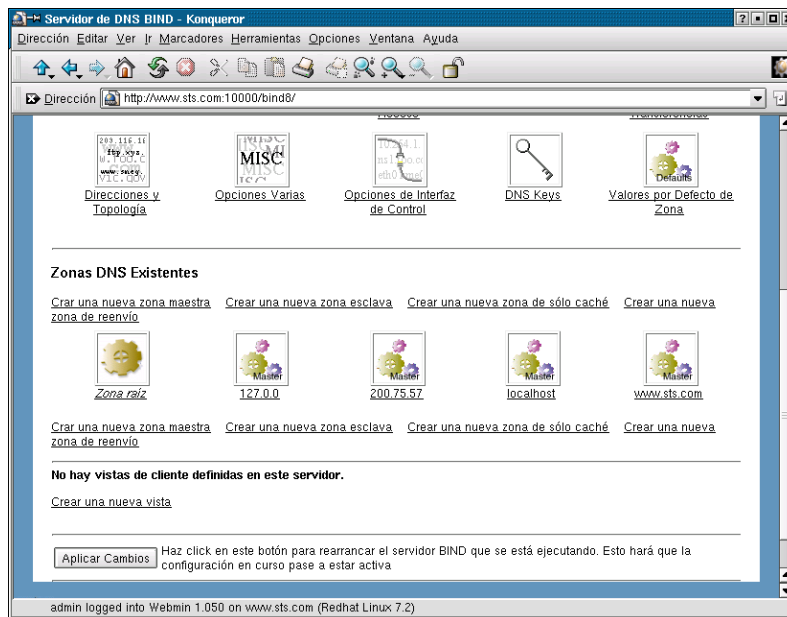 Servidor de DNS BIND - Konqueror
Dirección Editar Ver Ir Marcadores Herramientas Opciones Ventana Ayuda
Dirección http://www.sts.com:10000/bind8/
MISC
Defaults
Direcciones y Topología
Opciones Varias
Opciones de Interfaz de Control
DNS Keys
Valores por Defecto de Zona
Zonas DNS Existentes
Crar una nueva zona maestra Crear una nueva zona esclava Crear una nueva zona de sólo caché Crear una nueva
zona de reenvío
Master Master Master Master
Zona raíz 127.0.0 200.75.57 localhost www.sts.com
Crar una nueva zona maestra Crear una nueva zona esclava Crear una nueva zona de sólo caché Crear una nueva
zona de reenvío
No hay vistas de cliente definidas en este servidor.
Crear una nueva vista
Aplicar Cambios
Haz click en este botón para rearrancar el servidor BIND que se está ejecutando. Esto hará que la
configuración en curso pase a estar activa
admin logged into Webmin 1.050 on www.sts.com (Redhat Linux 7.2)